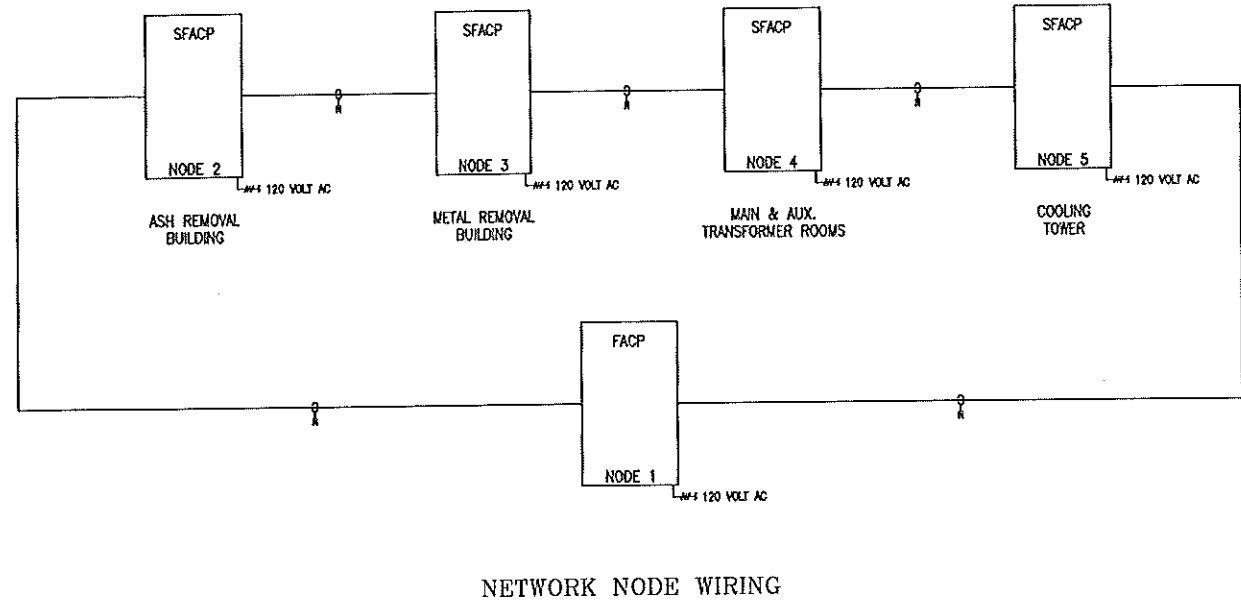 SFACP
NODE 2
120 VOLT AC
ASH REMOVAL
BUILDING
SFACP
NODE 3
120 VOLT AC
METAL REMOVAL
BUILDING
SFACP
NODE 4
120 VOLT AC
MAIN & AUX.
TRANSFORMER ROOMS
SFACP
NODE 5
120 VOLT AC
COOLING
TOWER
FACP
NODE 1
120 VOLT AC
N
N
N
N
N
NETWORK NODE WIRING